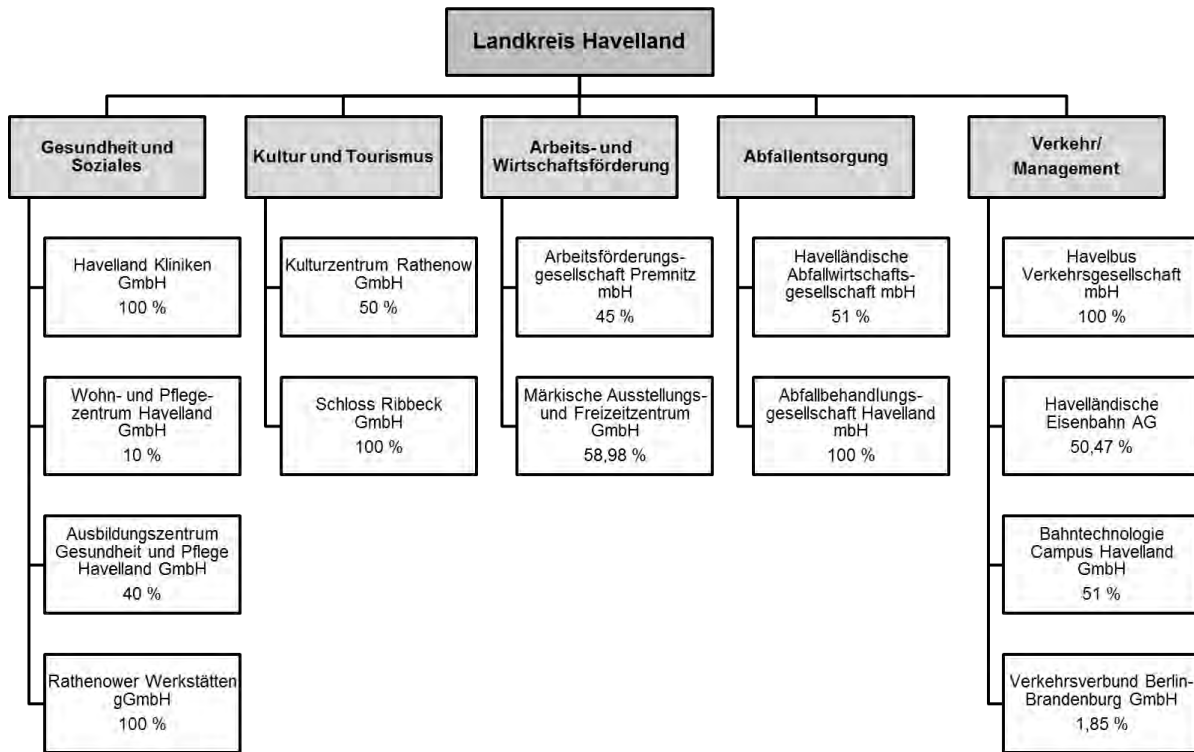 Landkreis Havelland
Gesundheit und
Soziales
Kultur und Tourismus
Arbeits- und
Wirtschaftsförderung
Abfallentsorgung
Verkehr/
Management
Havelland Kliniken
GmbH
100 %
Wohn- und Pflege-
zentrum Havelland
GmbH
10 %
Ausbildungszentrum
Gesundheit und Pflege
Havelland GmbH
40 %
Rathenower Werkstätten
gGmbH
100 %
Kulturzentrum Rathenow
GmbH
50 %
Schloss Ribbeck
GmbH
100 %
Arbeitsförderungs-
gesellschaft Premnitz
mbH
45 %
Märkische Ausstellungs-
und Freizeitzentrum
GmbH
58,98 %
Havelländische
Abfallwirtschafts-
gesellschaft mbH
51 %
Abfallbehandlungs-
gesellschaft Havelland
mbH
100 %
Havelbus
Verkehrsgesellschaft
mbH
100 %
Havelländische
Eisenbahn AG
50,47 %
Bahntechnologie
Campus Havelland
GmbH
51 %
Verkehrsverbund Berlin-
Brandenburg GmbH
1,85 %